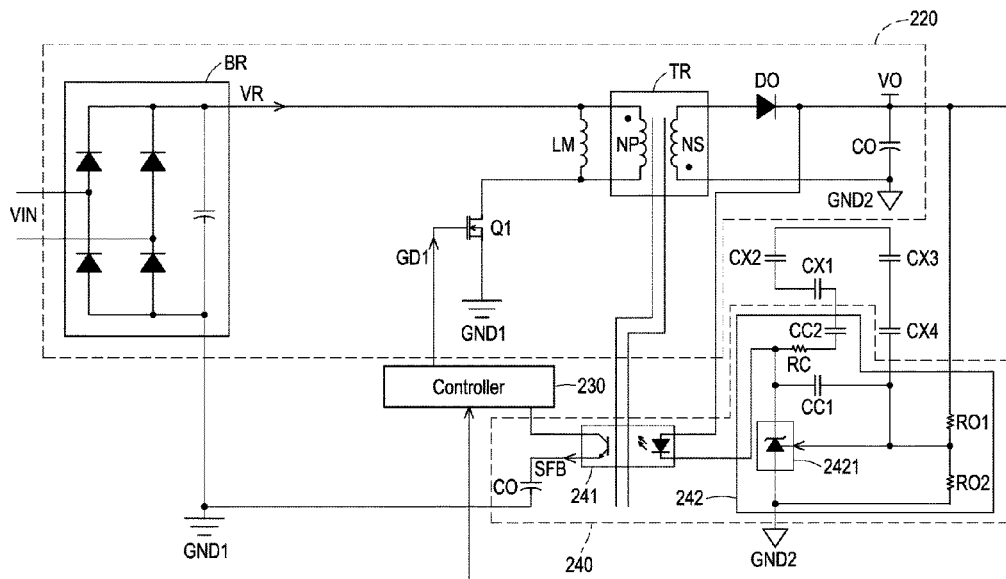 220
BR
VR
TR
DO
VO
LM
NP
NS
CO
GND2
VIN
Q1
GD1
GND1
CX2
CX1
CX3
CC2
CX4
RC
CC1
Controller
230
RO1
SFB
241
2421
242
RO2
CO
GND1
240
GND2